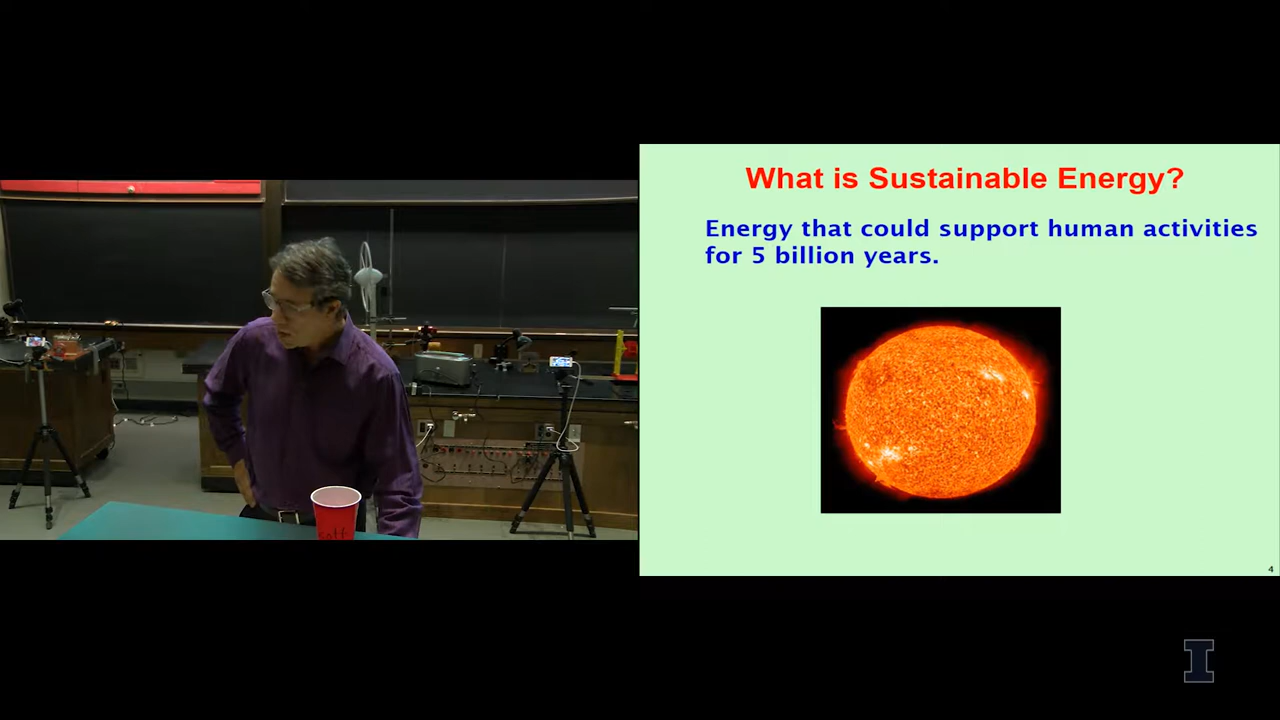 What is Sustainable Energy?
Energy that could support human activities
for 5 billion years.
4
I